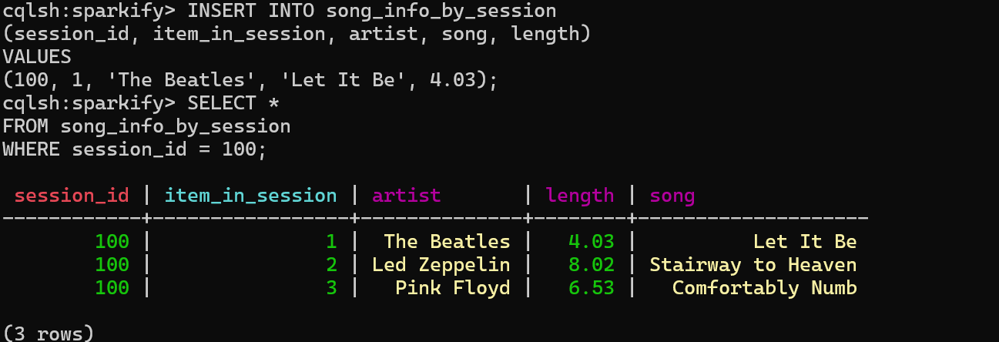 cqlsh:sparkify> INSERT INTO song_info_by_session
(session_id, item_in_session, artist, song, length)
VALUES
(100, 1, 'The Beatles', 'Let It Be', 4.03);
cqlsh:sparkify> SELECT *
FROM song_info_by_session
WHERE session_id = 100;

 session_id | item_in_session | artist       | length | song
------------+-----------------+--------------+--------+--------------------
        100 |               1 |  The Beatles |   4.03 |          Let It Be
        100 |               2 | Led Zeppelin |   8.02 | Stairway to Heaven
        100 |               3 |   Pink Floyd |   6.53 |   Comfortably Numb

(3 rows)